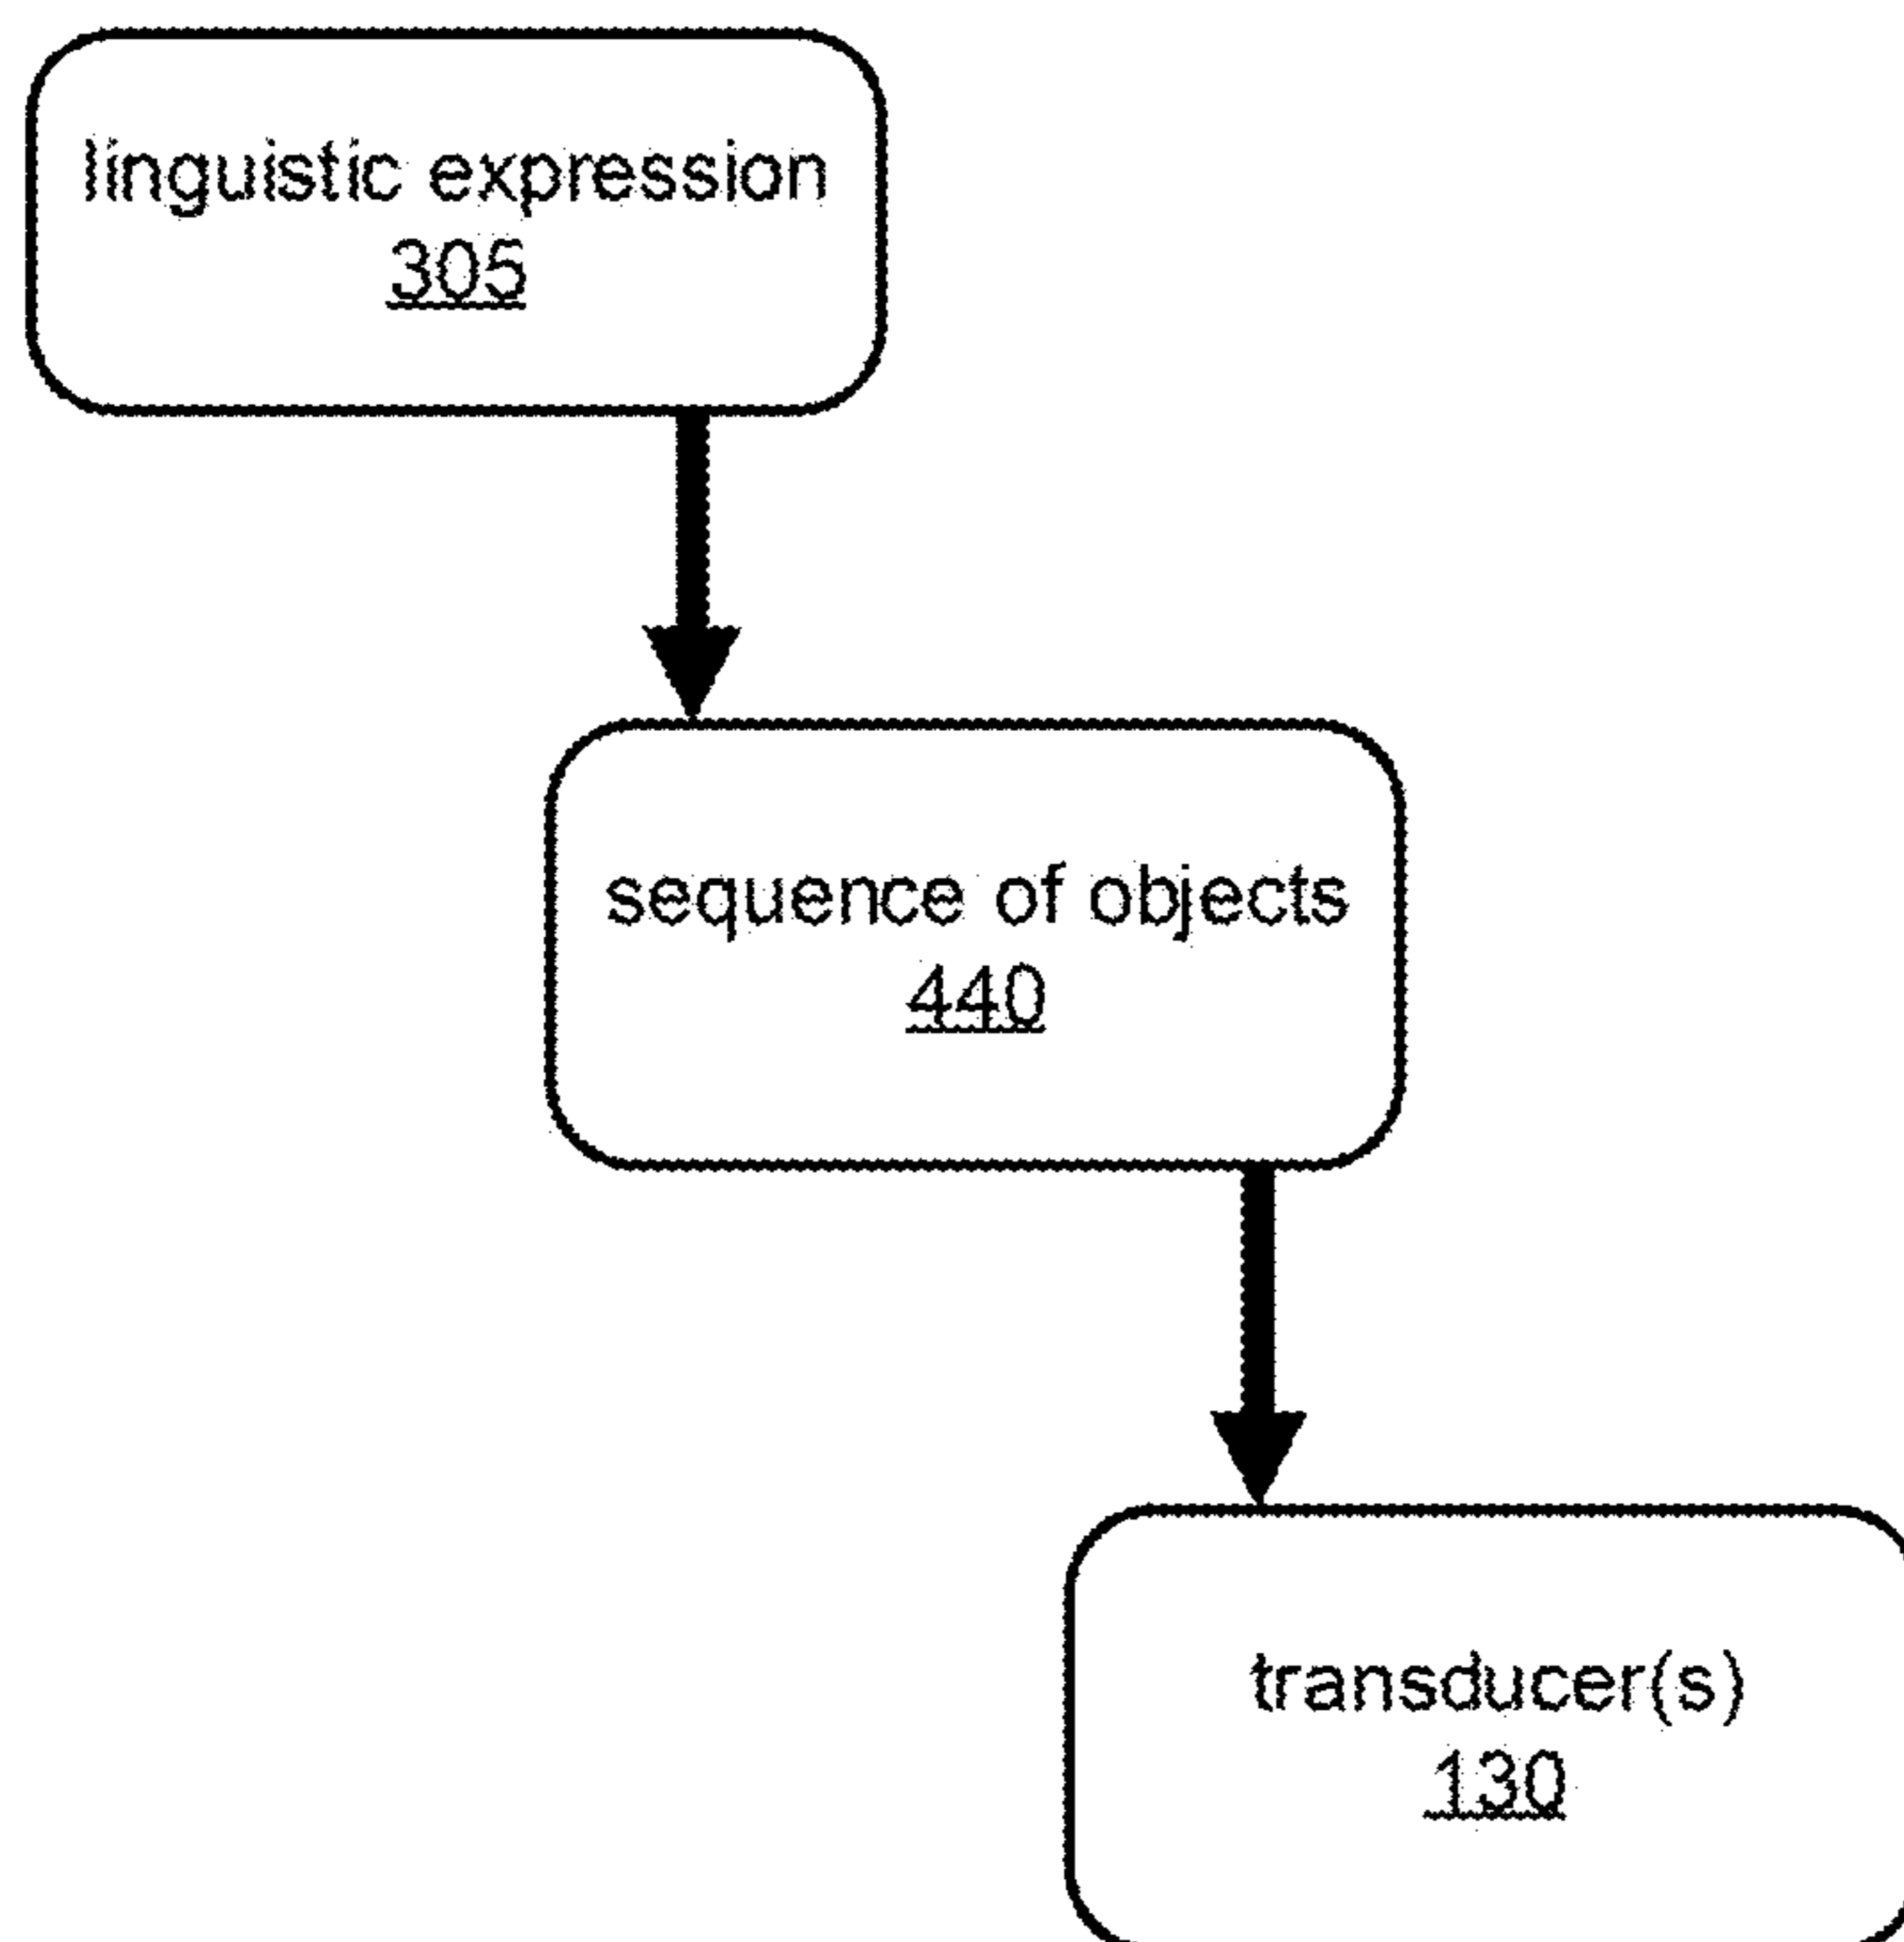 linguistic expression
305
sequence of objects
440
transducer(s)
130